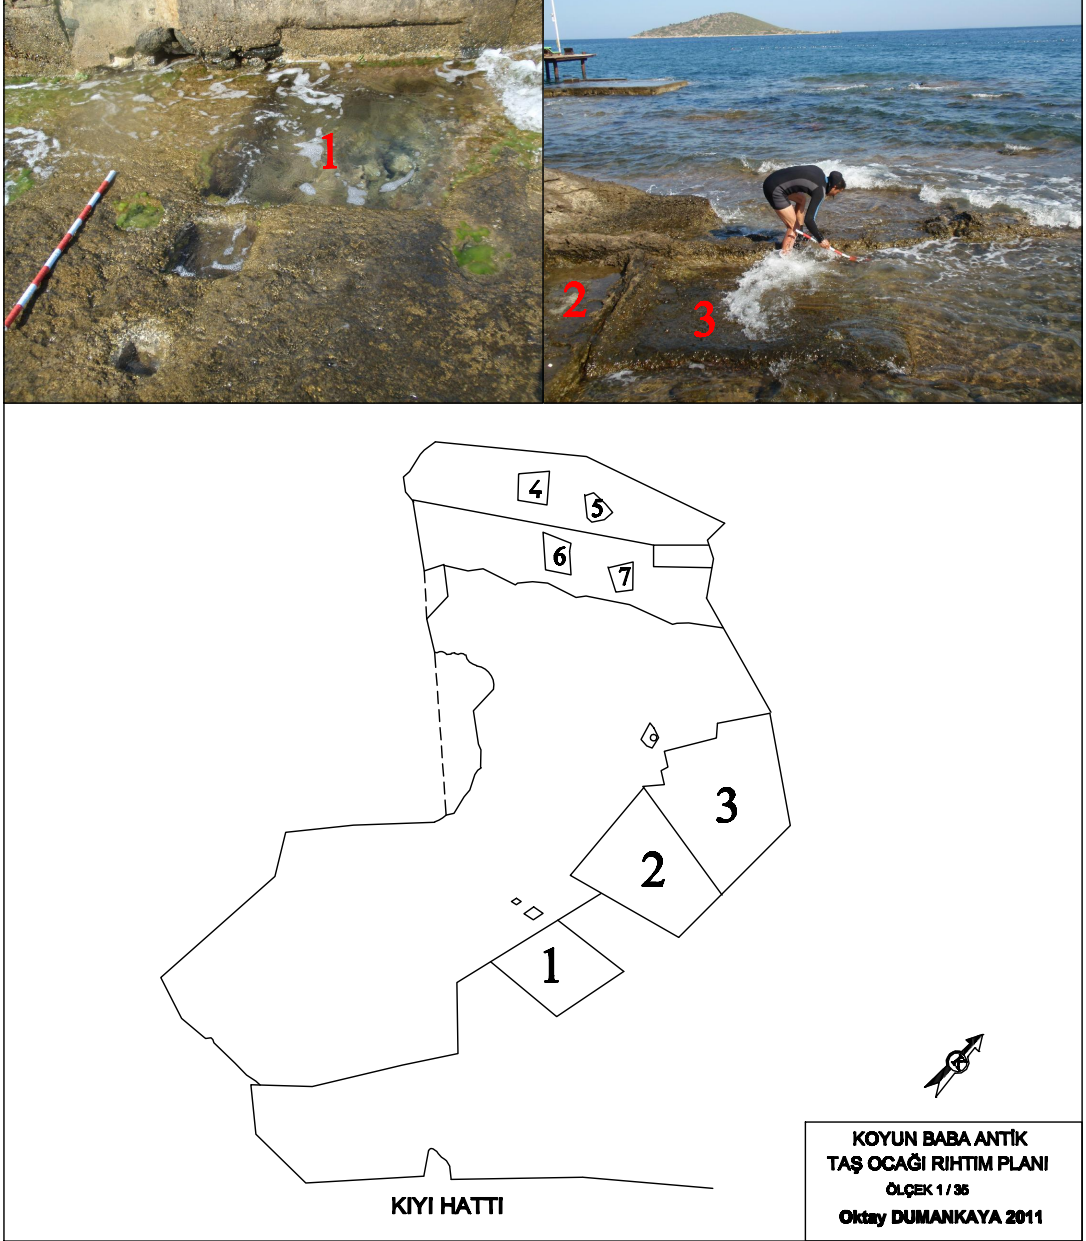 1
2
3
4
5
6
7
3
2
1
KIYI HATTI
KOYUN BABA ANTİK
TAŞ OCAĞI RIHTIM PLANI
ÖLÇEK 1 / 35
Oktay DUMANKAYA 2011